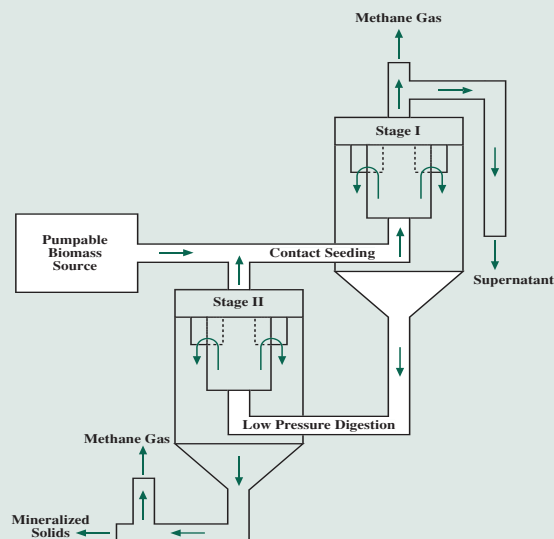 Methane Gas
Stage I
Pumpable
Biomass
Source
Contact Seeding
Supernatant
Stage II
Low Pressure Digestion
Methane Gas
Mineralized
Solids